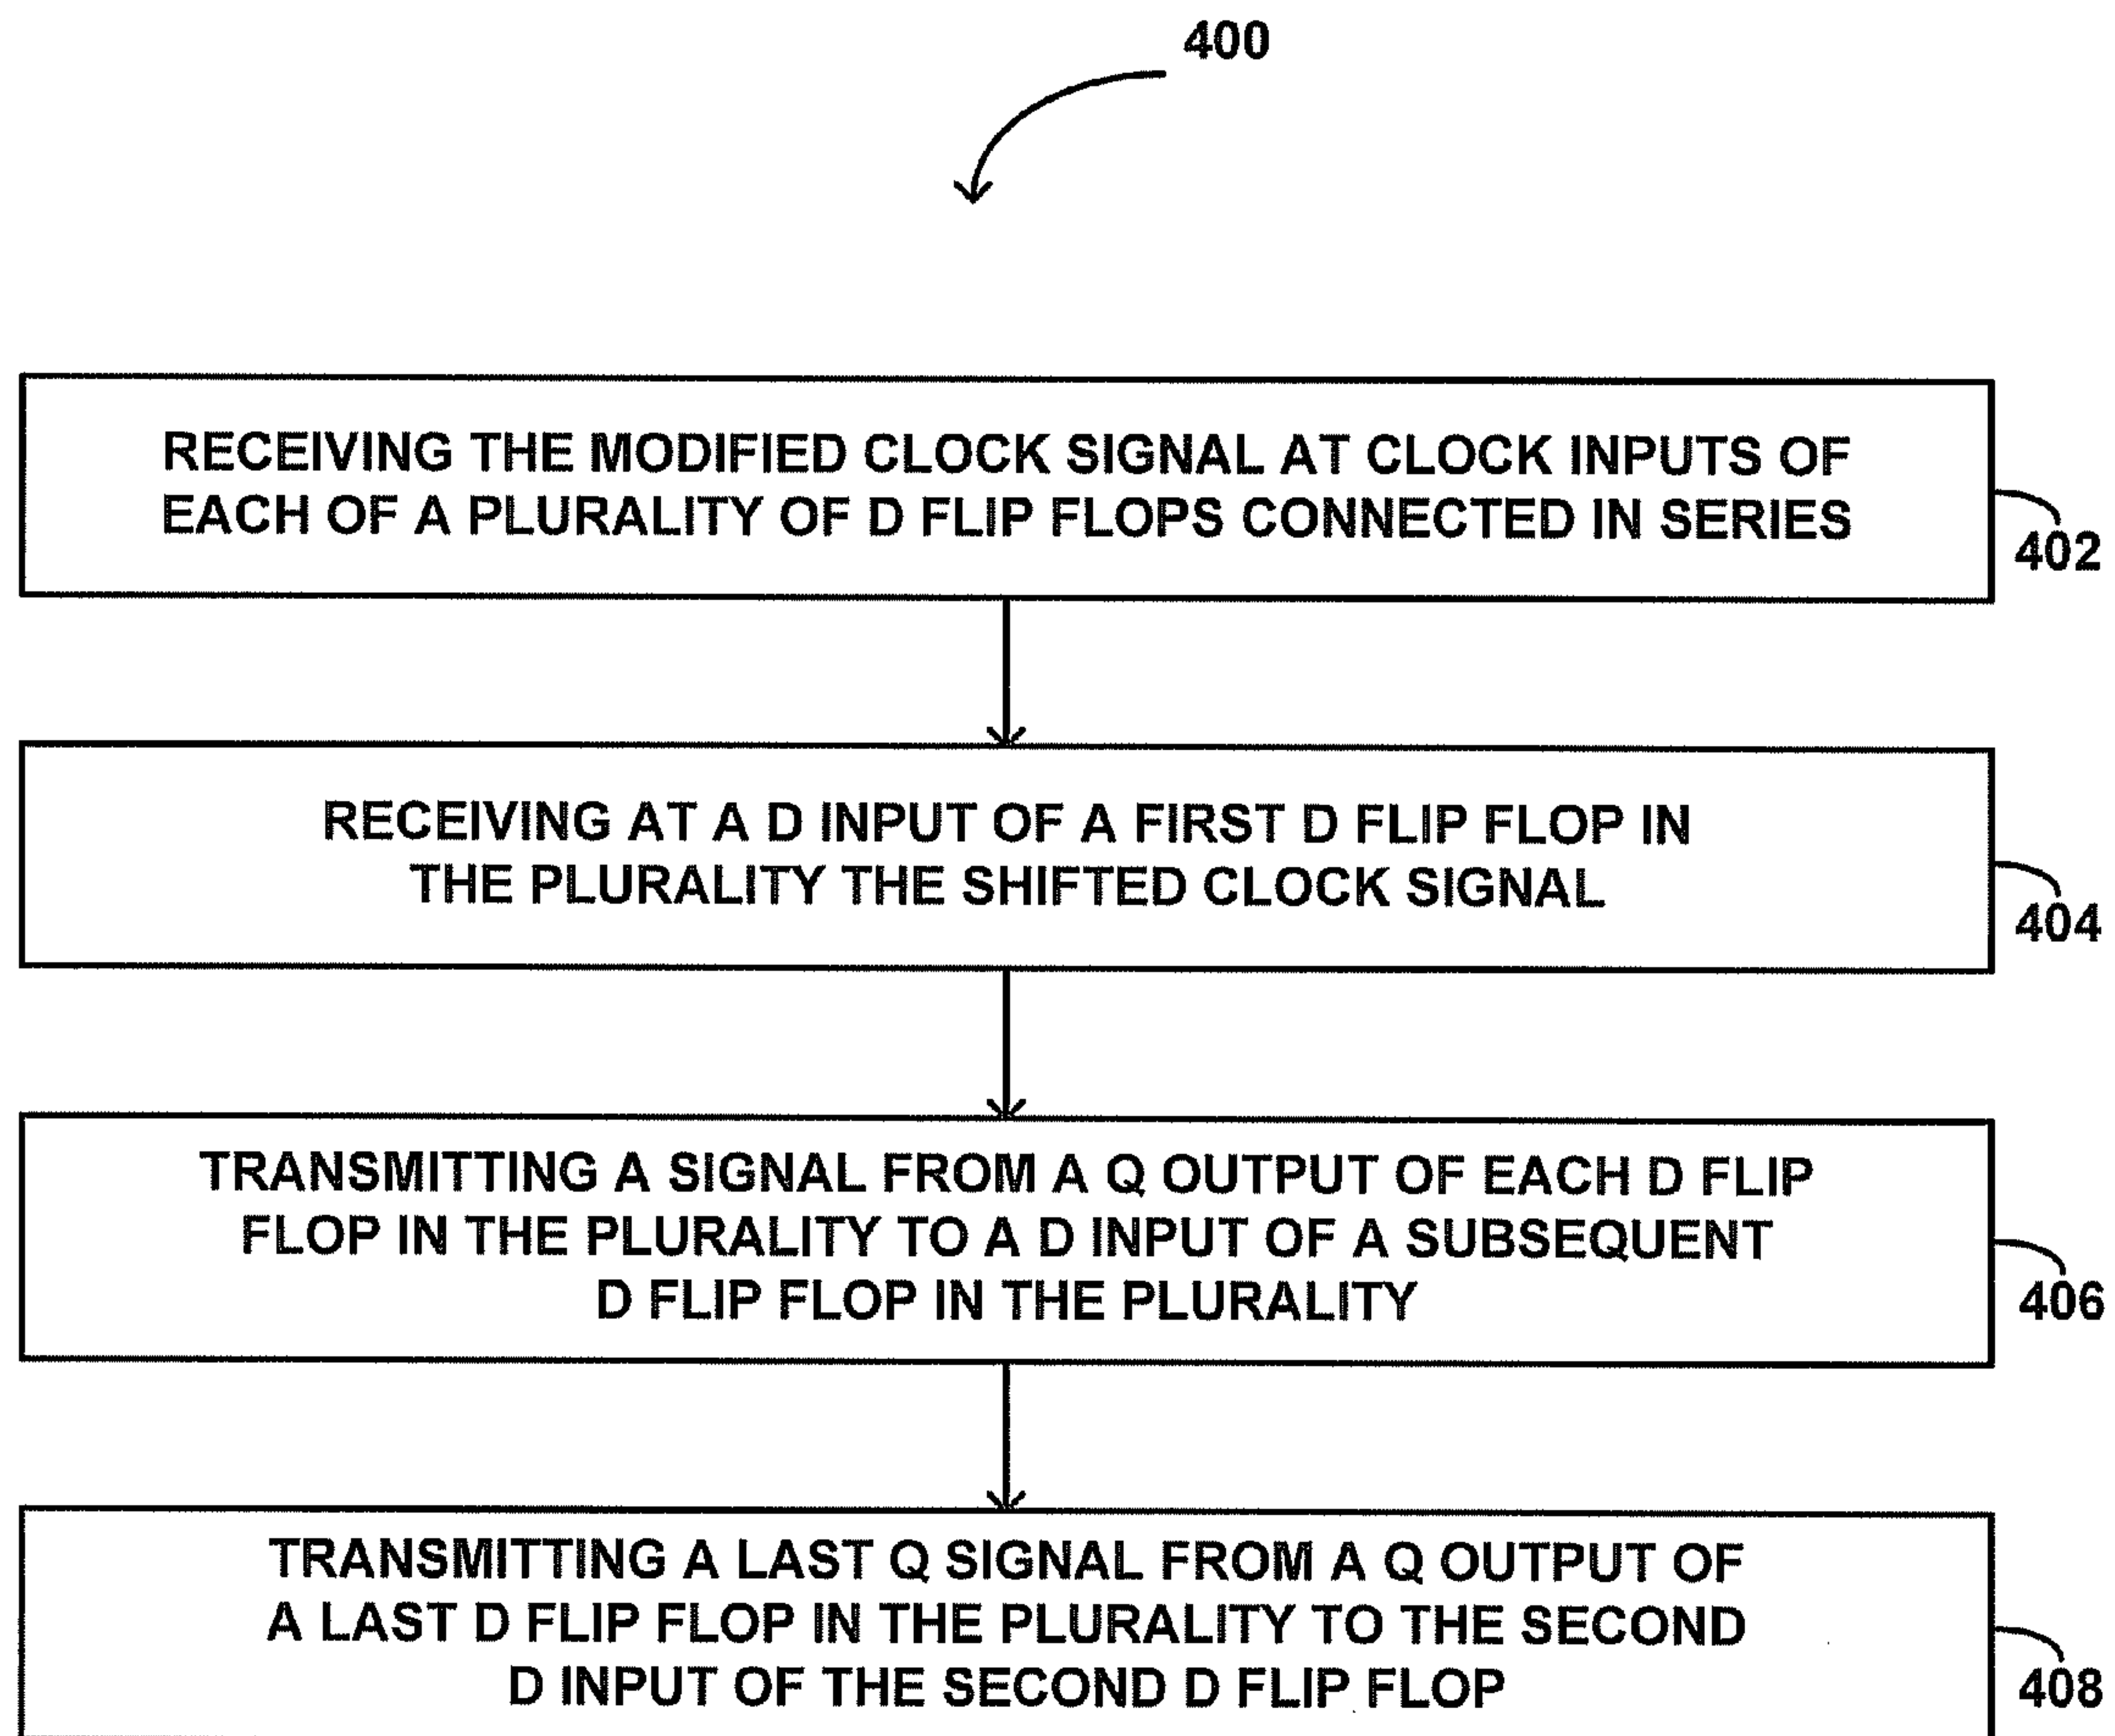 400
RECEIVING THE MODIFIED CLOCK SIGNAL AT CLOCK INPUTS OF
EACH OF A PLURALITY OF D FLIP FLOPS CONNECTED IN SERIES
402
RECEIVING AT A D INPUT OF A FIRST D FLIP FLOP IN
THE PLURALITY THE SHIFTED CLOCK SIGNAL
404
TRANSMITTING A SIGNAL FROM A Q OUTPUT OF EACH D FLIP
FLOP IN THE PLURALITY TO A D INPUT OF A SUBSEQUENT
D FLIP FLOP IN THE PLURALITY
406
TRANSMITTING A LAST Q SIGNAL FROM A Q OUTPUT OF
A LAST D FLIP FLOP IN THE PLURALITY TO THE SECOND
D INPUT OF THE SECOND D FLIP FLOP
408